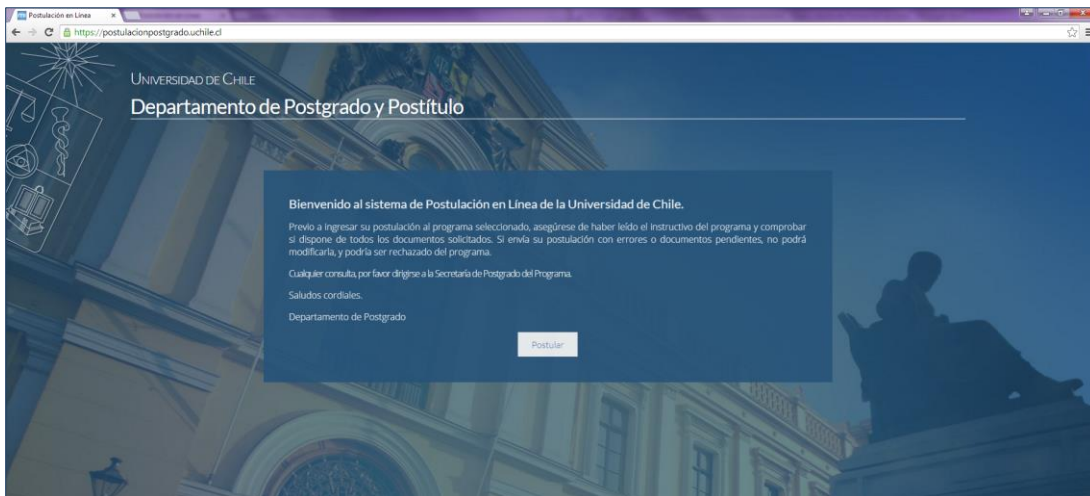 Postulación en Línea
https://postulacionpostgrado.uchile.cl
UNIVERSIDAD DE CHILE
Departamento de Postgrado y Postítulo
Bienvenido al sistema de Postulación en Línea de la Universidad de Chile.
Previo a ingresar su postulación al programa seleccionado, asegúrese de haber leído el Instructivo del programa y comprobar
si dispone de todos los documentos solicitados. Si envía su postulación con errores o documentos pendientes, no podrá
modificarla, y podría ser rechazado del programa.
Cualquier consulta, por favor dirigirse a la Secretaría de Postgrado del Programa.
Saludos cordiales.
Departamento de Postgrado
Postular